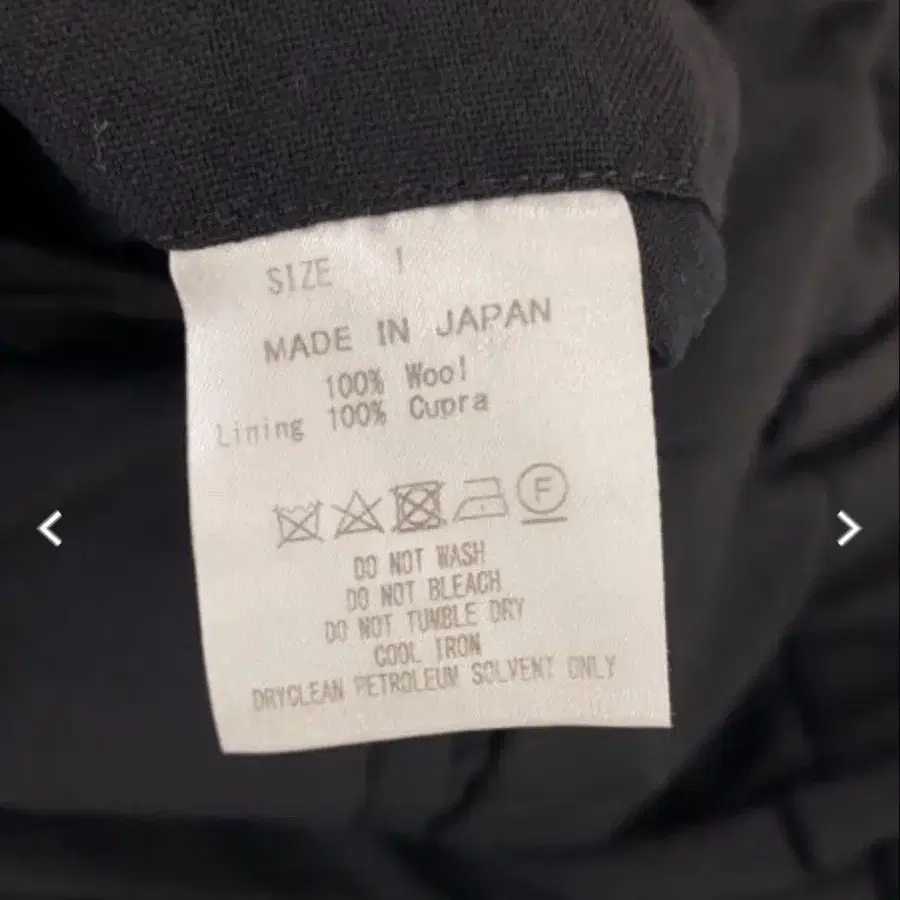 SIZE 1
MADE IN JAPAN
100% Wool
Lining 100% Cupra
F
DO NOT WASH
DO NOT BLEACH
DO NOT TUMBLE DRY
COOL IRON
DRYCLEAN PETROLEUM SOLVENT ONLY